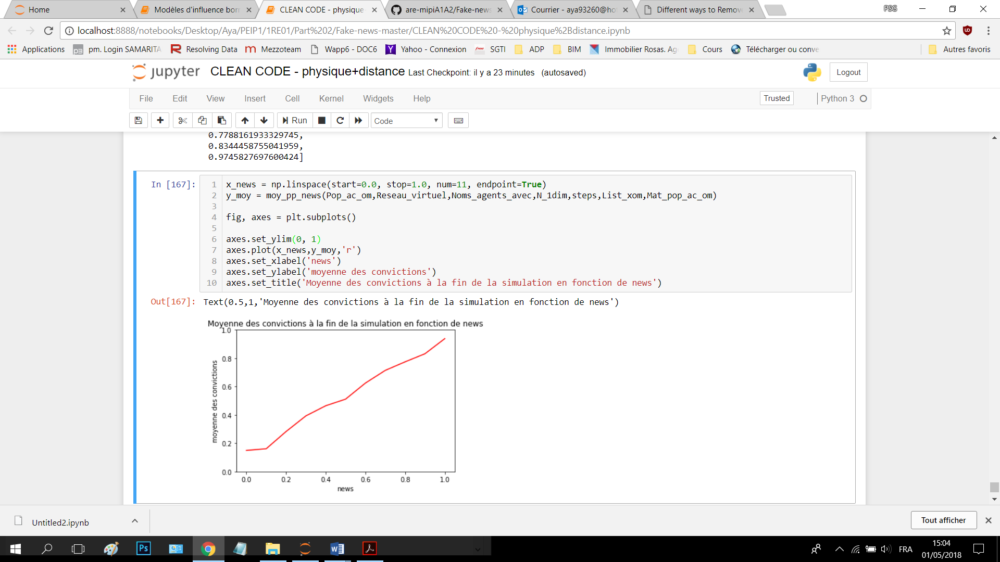 Home
Modèles d'influence bor
CLEAN CODE - physique
are-mipiA1A2/Fake-news
Courrier - aya93260@ho
Different ways to Remov
PSG
localhost:8888/notebooks/Desktop/Aya/PEIP1/1RE01/Part%202/Fake-news-master/CLEAN%20CODE%20-%20physique%2Bdistance.ipynb
Applications
pm. Login SAMARITA
Resolving Data
Mezzoteam
Wapp6 - DOC6
Yahoo - Connexion
free
SGTI
ADP
BIM
Immobilier Rosas. Ag
Cours
Télécharger ou conve
Autres favoris
jupyter CLEAN CODE - physique+distance Last Checkpoint: il y a 23 minutes (autosaved)
Logout
File Edit View Insert Cell Kernel Widgets Help
Trusted
Python 3
Run
Code
0.7788161933329745,
0.8344458755041959,
0.9745827697600424]
In [167]:
1 x_news = np.linspace(start=0.0, stop=1.0, num=11, endpoint=True)
2 y_moy = moy_pp_news(Pop_ac_om,Reseau_virtuel,Noms_agents_avec,N_1dim,steps,List_xom,Mat_pop_ac_om)
3
4 fig, axes = plt.subplots()
5
6 axes.set_ylim(0, 1)
7 axes.plot(x_news,y_moy,'r')
8 axes.set_xlabel('news')
9 axes.set_ylabel('moyenne des convictions')
10 axes.set_title('Moyenne des convictions à la fin de la simulation en fonction de news')
Out[167]: Text(0.5,1,'Moyenne des convictions à la fin de la simulation en fonction de news')
Moyenne des convictions à la fin de la simulation en fonction de news
1.0
0.8
0.6
0.4
0.2
0.0
moyenne des convictions
0.0 0.2 0.4 0.6 0.8 1.0
news
Untitled2.ipynb
Tout afficher
Ps
FRA
15:04
01/05/2018